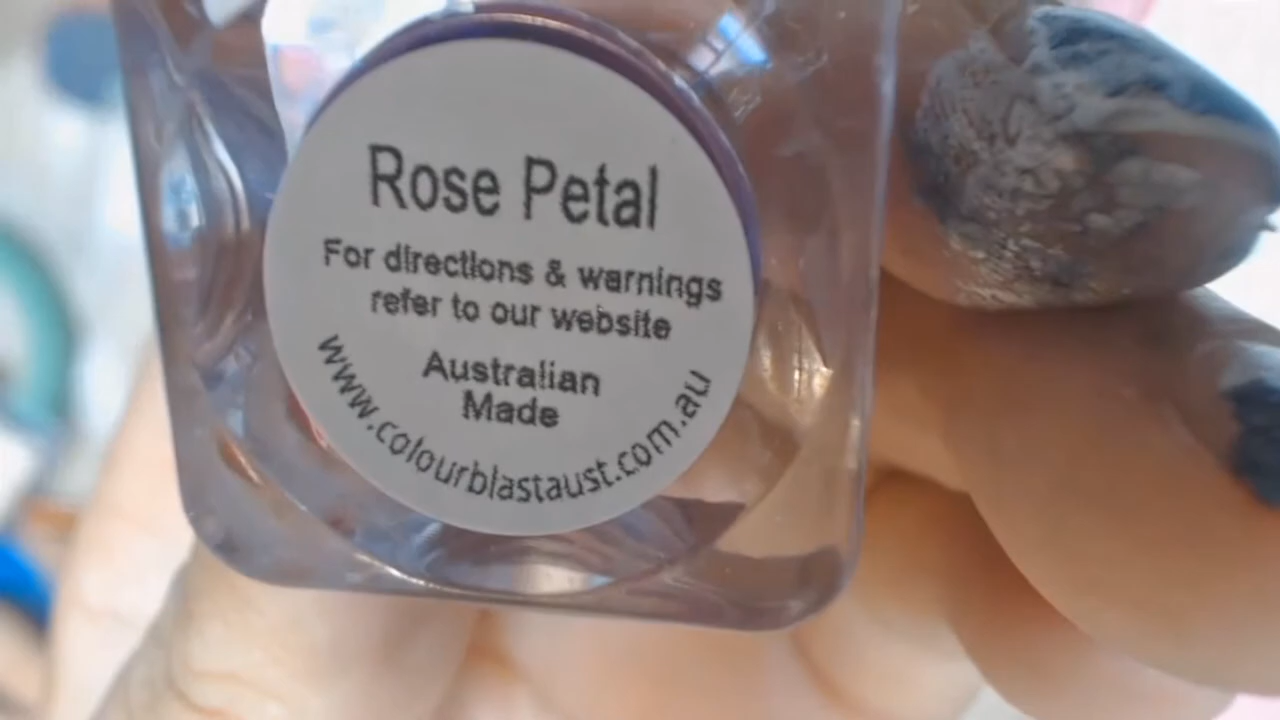 Rose Petal
For directions & warnings
refer to our website
Australian
Made
www.colourblastaust.com.au